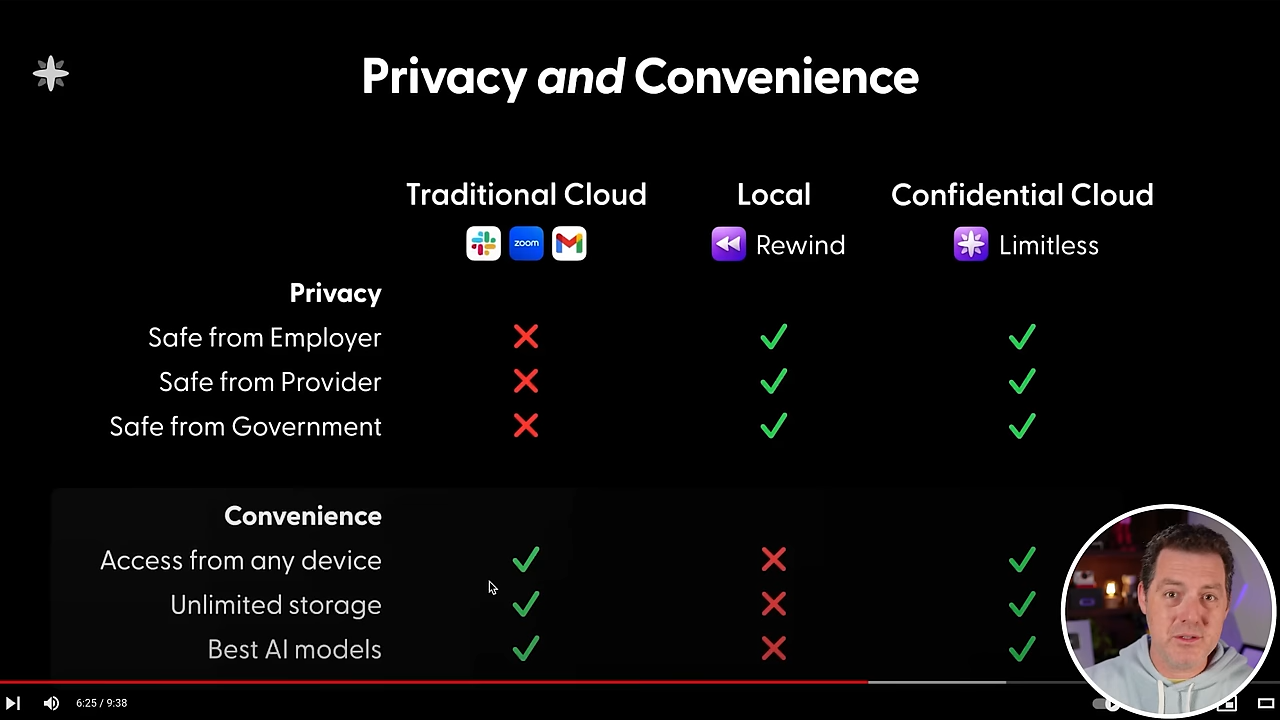 Privacy and Convenience
Traditional Cloud Local Confidential Cloud
zoom Rewind Limitless
Privacy
Safe from Employer
Safe from Provider
Safe from Government
Convenience
Access from any device
Unlimited storage
Best AI models
6:25 / 9:38